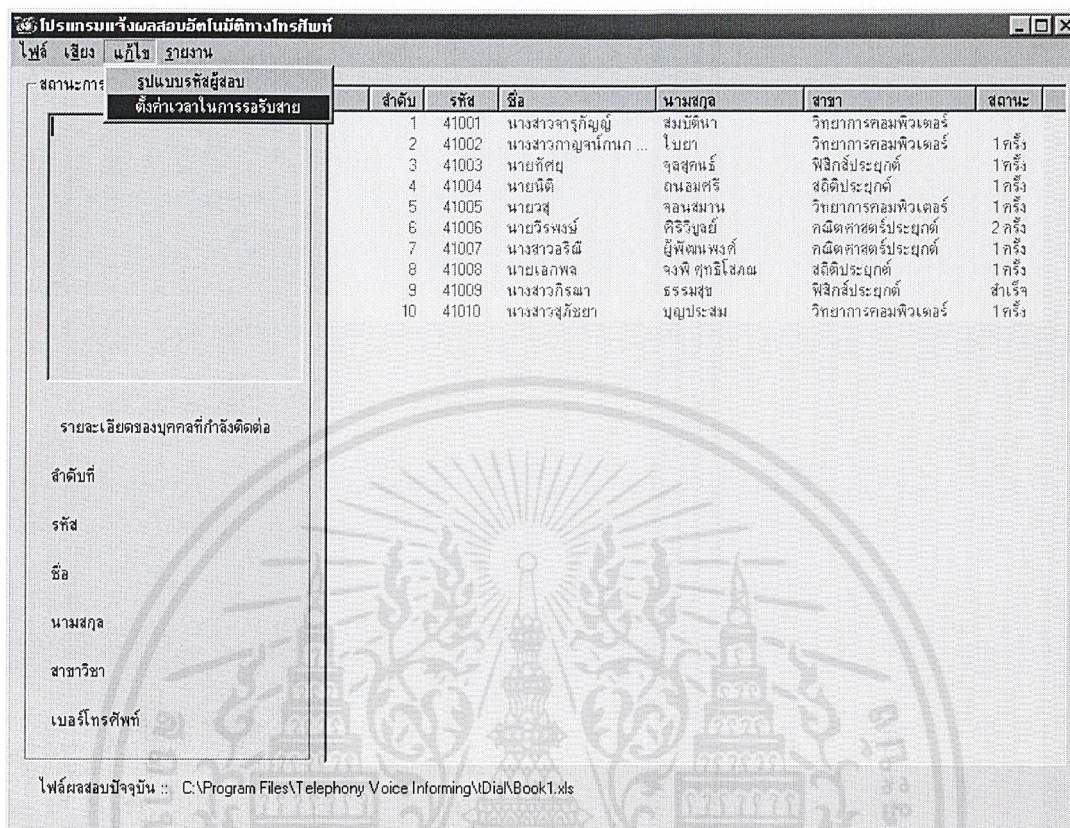 โปรแกรมแจ้งผลสอบอัตโนมัติทางโทรศัพท์
ไฟล์ เสียง แก้ไข รายงาน
รูปแบบรหัสผู้สอบ
ตั้งค่าเวลาในการรอรับสาย
สถานะการ
ลำดับ รหัส ชื่อ นามสกุล สาขา สถานะ
1 41001 นางสาวจารุกัญญ์ สมบัตินา วิทยาการคอมพิวเตอร์
2 41002 นางสาวกาญจน์กนก ... ใบยา วิทยาการคอมพิวเตอร์ 1 ครั้ง
3 41003 นายทัศยุ จุลสุคนธ์ ฟิสิกส์ประยุกต์ 1 ครั้ง
4 41004 นายนิติ ถนอมศรี สถิติประยุกต์ 1 ครั้ง
5 41005 นายวสุ จอนสมาน วิทยาการคอมพิวเตอร์ 1 ครั้ง
6 41006 นายวีรพงษ์ ศิริวิบูลย์ คณิตศาสตร์ประยุกต์ 2 ครั้ง
7 41007 นางสาวอริณี ผู้พัฒนพงศ์ คณิตศาสตร์ประยุกต์ 1 ครั้ง
8 41008 นายเอกพล จงพิศุทธิโสภณ สถิติประยุกต์ 1 ครั้ง
9 41009 นางสาวภิรณา ธรรมสุข ฟิสิกส์ประยุกต์ สำเร็จ
10 41010 นางสาวสุภัชยา บุญประสม วิทยาการคอมพิวเตอร์ 1 ครั้ง
รายละเอียดของบุคคลที่กำลังติดต่อ
ลำดับที่
รหัส
ชื่อ
นามสกุล
สาขาวิชา
เบอร์โทรศัพท์
ไฟล์ผลสอบปัจจุบัน :: C:\Program Files\Telephony Voice Informing\tDial\Book1.xls